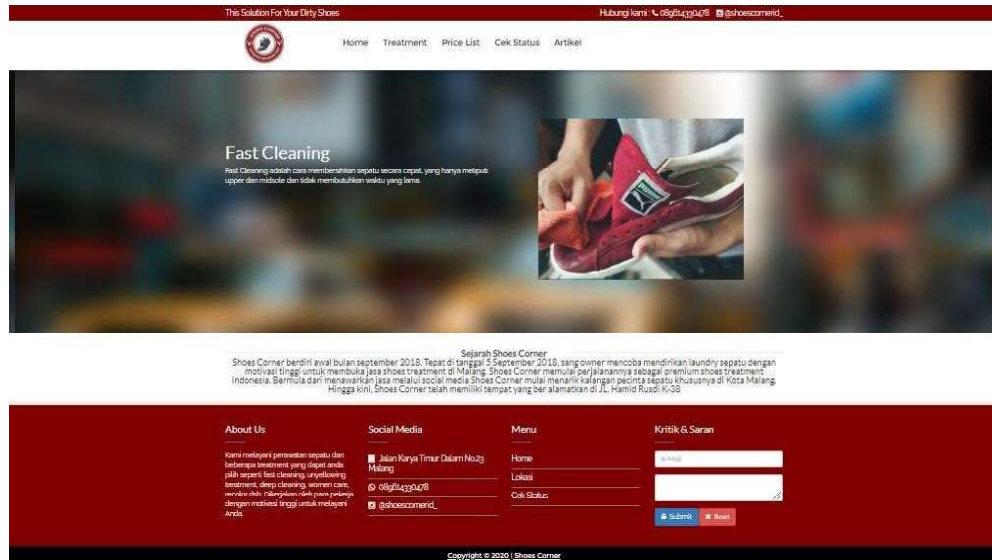 This Solution For Your Dirty Shoes
Hubungi kami : 089614330478 @shoescornerid_
Home Treatment Price List Cek Status Artikel
Fast Cleaning
Fast Cleaning adalah cara membersihkan sepatu secara cepat, yang hanya meliputi
upper dan midsole dan tidak membutuhkan waktu yang lama.
Sejarah Shoes Corner
Shoes Corner berdiri awal bulan september 2018. Tepat di tanggal 5 September 2018, sang owner mencoba mendirikan laundry sepatu dengan
motivasi tinggi untuk membuka jasa shoes treatment di Malang. Shoes Corner memulai perjalanannya sebagai premium shoes treatment
Indonesia. Bermula dari menawarkan jasa melalui social media Shoes Corner mulai menarik kalangan pecinta sepatu khususnya di Kota Malang.
Hingga kini, Shoes Corner telah memiliki tempat yang ber alamatkan di JL. Hamid Rusdi K-38
About Us
Kami melayani perawatan sepatu dan
beberapa treatment yang dapat anda
pilih seperti fast cleaning, unyellowing
treatment, deep cleaning, women care,
recolor dsb. Dikerjakan oleh para pekerja
dengan motivasi tinggi untuk melayani
Anda.
Social Media
Jalan Karya Timur Dalam No.23
Malang
089614330478
@shoescornerid_
Menu
Home
Lokasi
Cek Status
Kritik & Saran
e-Mail
Submit Reset
Copyright © 2020 | Shoes Corner